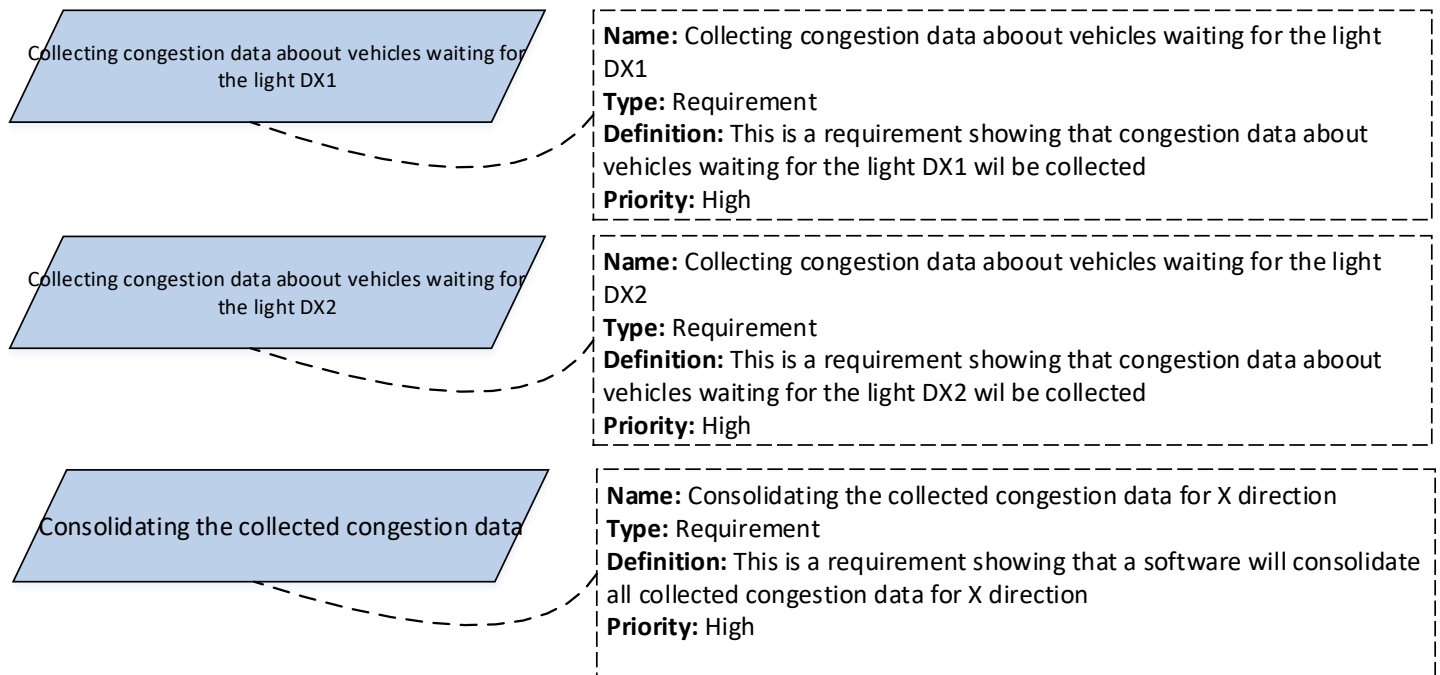 Collecting congestion data aboout vehicles waiting for
the light DX1
Name: Collecting congestion data aboout vehicles waiting for the light
DX1
Type: Requirement
Definition: This is a requirement showing that congestion data about
vehicles waiting for the light DX1 wil be collected
Priority: High
Collecting congestion data aboout vehicles waiting for
the light DX2
Name: Collecting congestion data aboout vehicles waiting for the light
DX2
Type: Requirement
Definition: This is a requirement showing that congestion data aboout
vehicles waiting for the light DX2 wil be collected
Priority: High
Consolidating the collected congestion data
Name: Consolidating the collected congestion data for X direction
Type: Requirement
Definition: This is a requirement showing that a software will consolidate
all collected congestion data for X direction
Priority: High